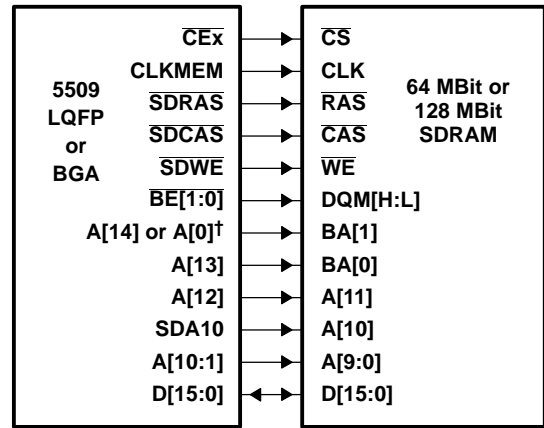 CEx CS
CLKMEM CLK
SDRAS RAS
SDCAS CAS
SDWE WE
BE[1:0] DQM[H:L]
A[14] or A[0]† BA[1]
A[13] BA[0]
A[12] A[11]
SDA10 A[10]
A[10:1] A[9:0]
D[15:0] D[15:0]
5509
LQFP
or
BGA
64 MBit or
128 MBit
SDRAM